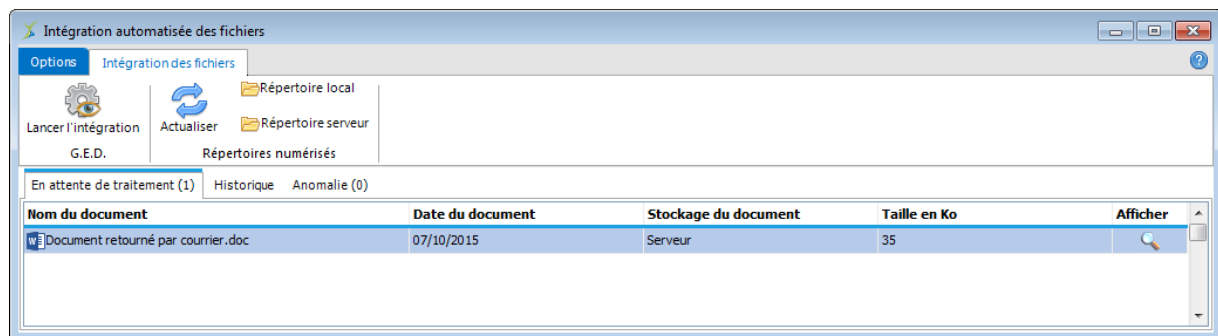 Intégration automatisée des fichiers
Options Intégration des fichiers
Répertoire local
Lancer l'intégration Actualiser Répertoire serveur
G.E.D. Répertoires numérisés
En attente de traitement (1) Historique Anomalie (0)
Nom du document Date du document Stockage du document Taille en Ko Afficher
Document retourné par courrier.doc 07/10/2015 Serveur 35